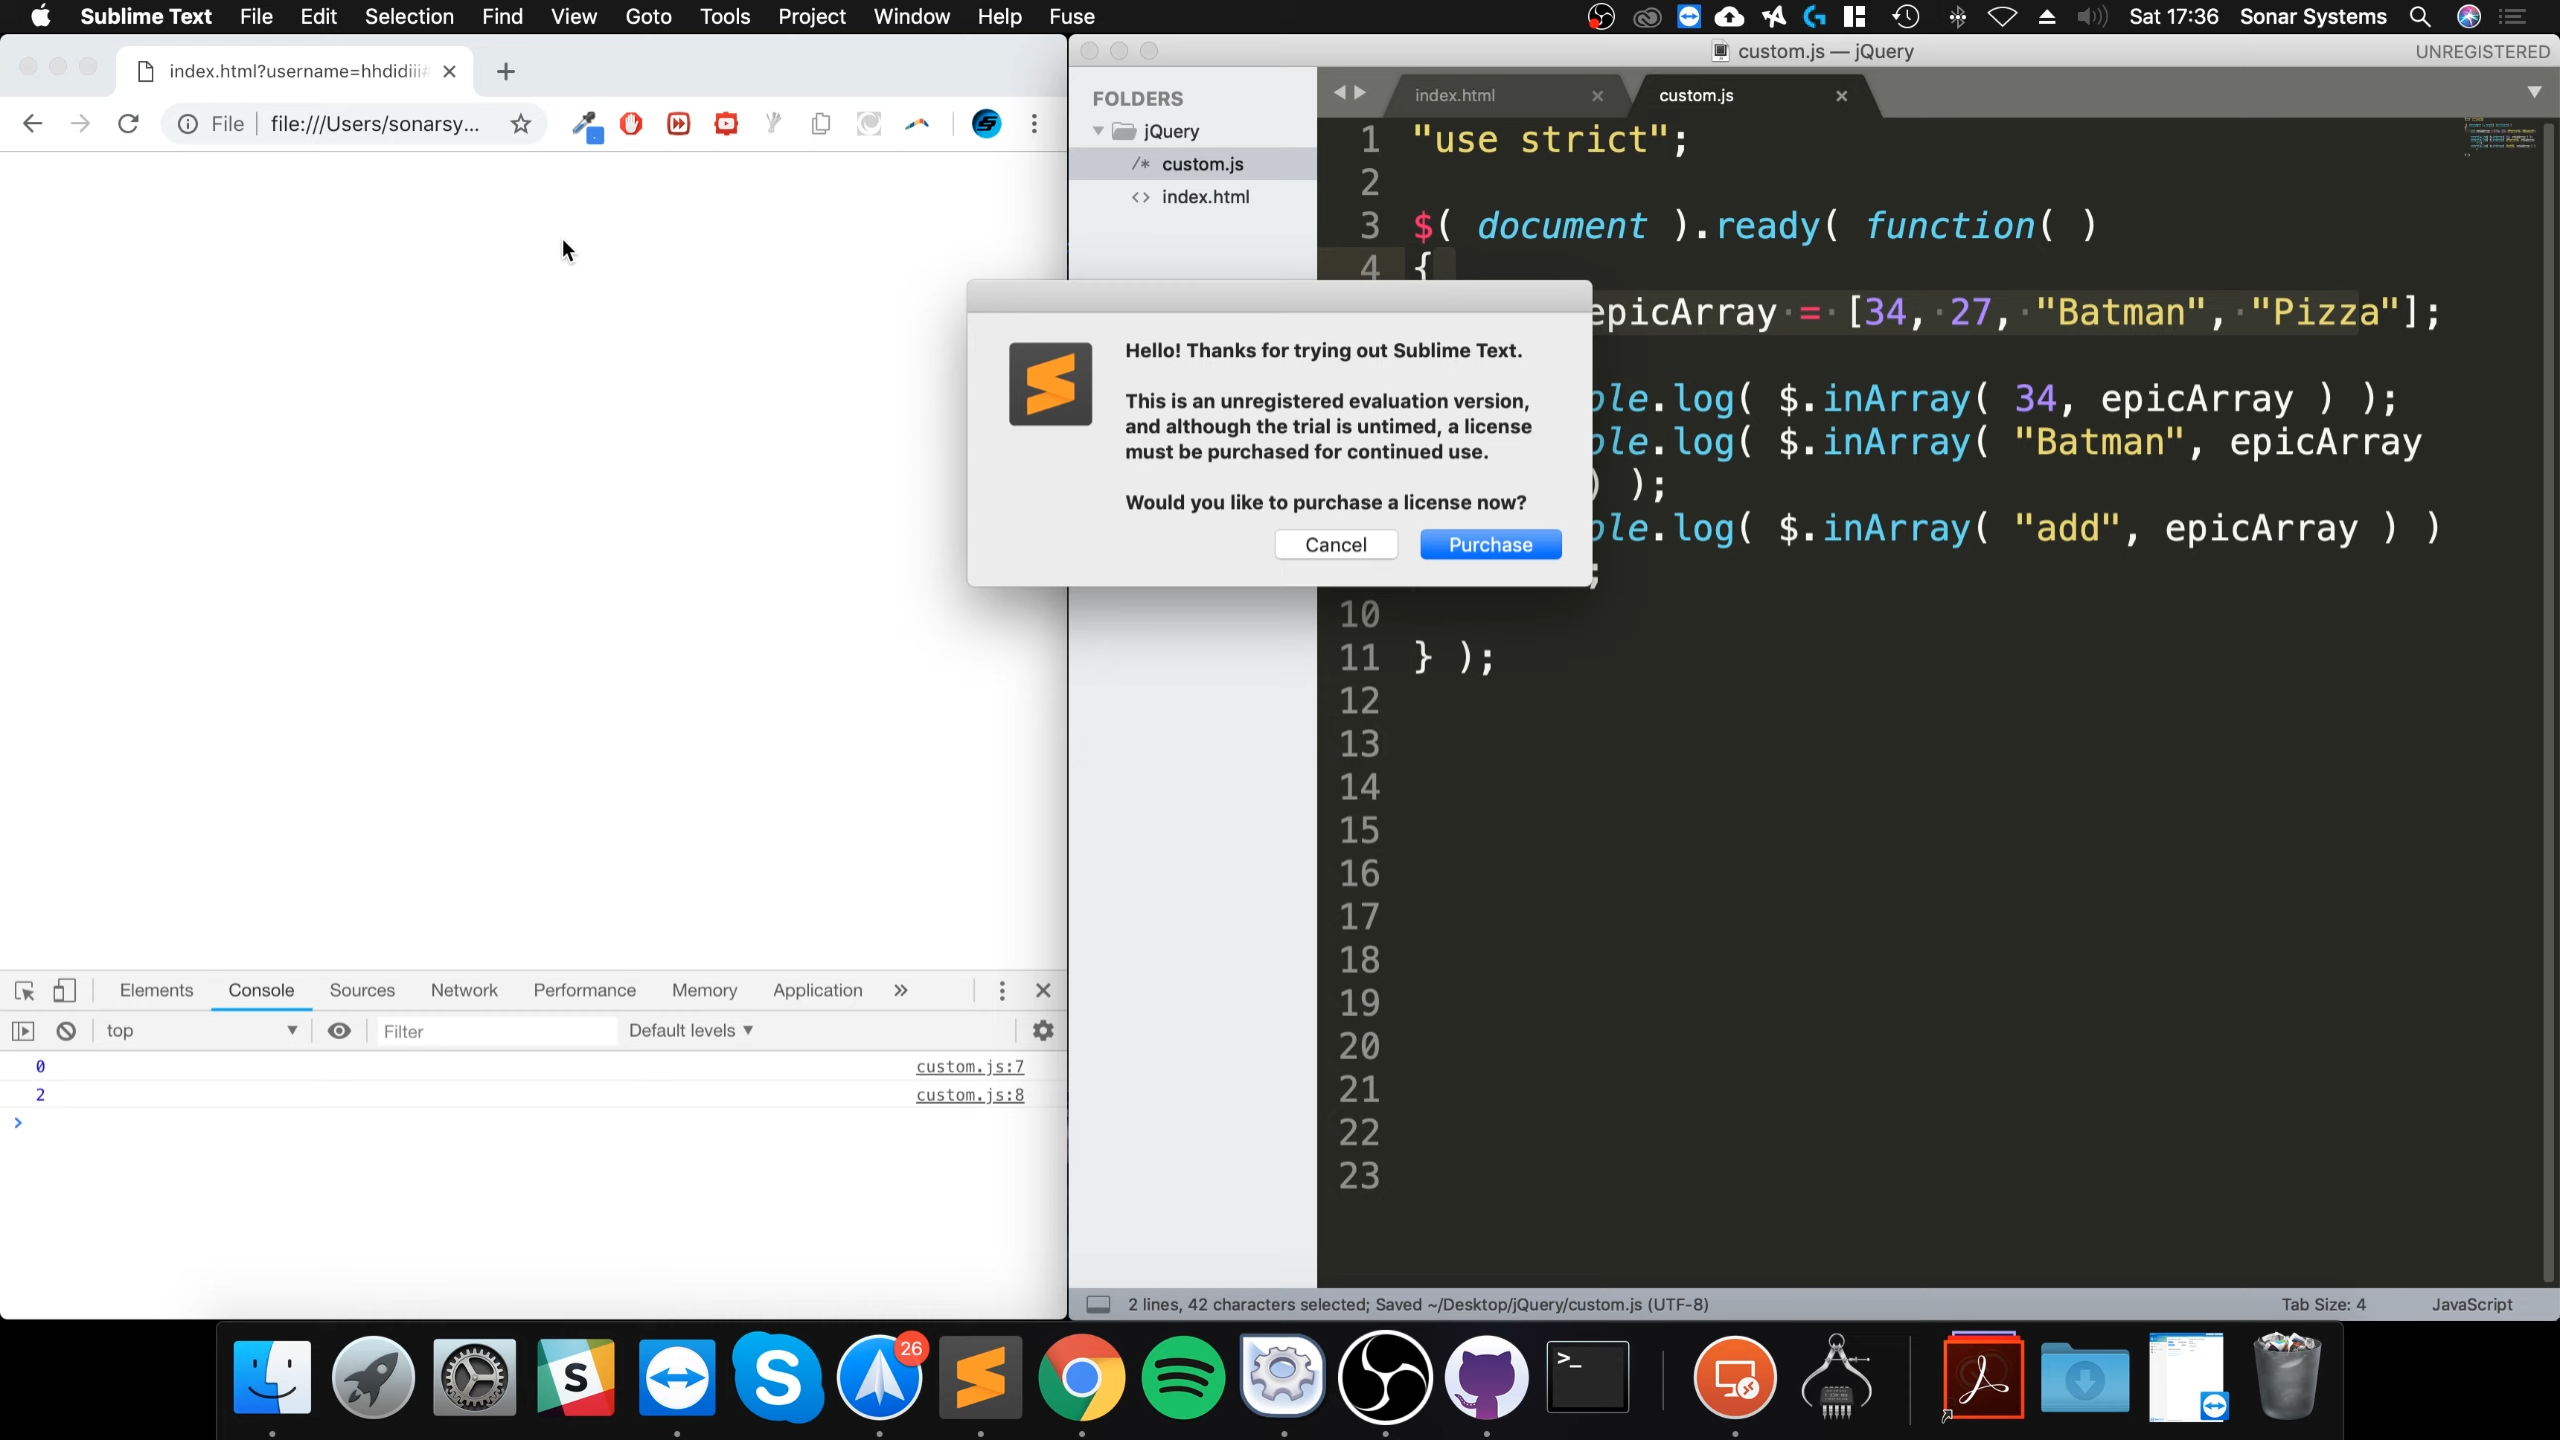 Sublime Text File Edit Selection Find View Goto Tools Project Window Help Fuse Sat 17:36 Sonar Systems
index.html?username=hhdidiii#
File file:///Users/sonarsy...
custom.js — jQuery UNREGISTERED
FOLDERS
jQuery
/* custom.js
<> index.html
index.html custom.js
1 "use strict";
2
3 $( document ).ready( function( )
4 {
epicArray = [34, 27, "Batman", "Pizza"];
ole.log( $.inArray( 34, epicArray ) );
ole.log( $.inArray( "Batman", epicArray
) );
ole.log( $.inArray( "add", epicArray ) )
;
10
11 } );
12
13
14
15
16
17
18
19
20
21
22
23
Hello! Thanks for trying out Sublime Text.
This is an unregistered evaluation version,
and although the trial is untimed, a license
must be purchased for continued use.
Would you like to purchase a license now?
Cancel Purchase
Elements Console Sources Network Performance Memory Application »
top Filter Default levels
0 custom.js:7
2 custom.js:8
>
2 lines, 42 characters selected; Saved ~/Desktop/jQuery/custom.js (UTF-8) Tab Size: 4 JavaScript
26